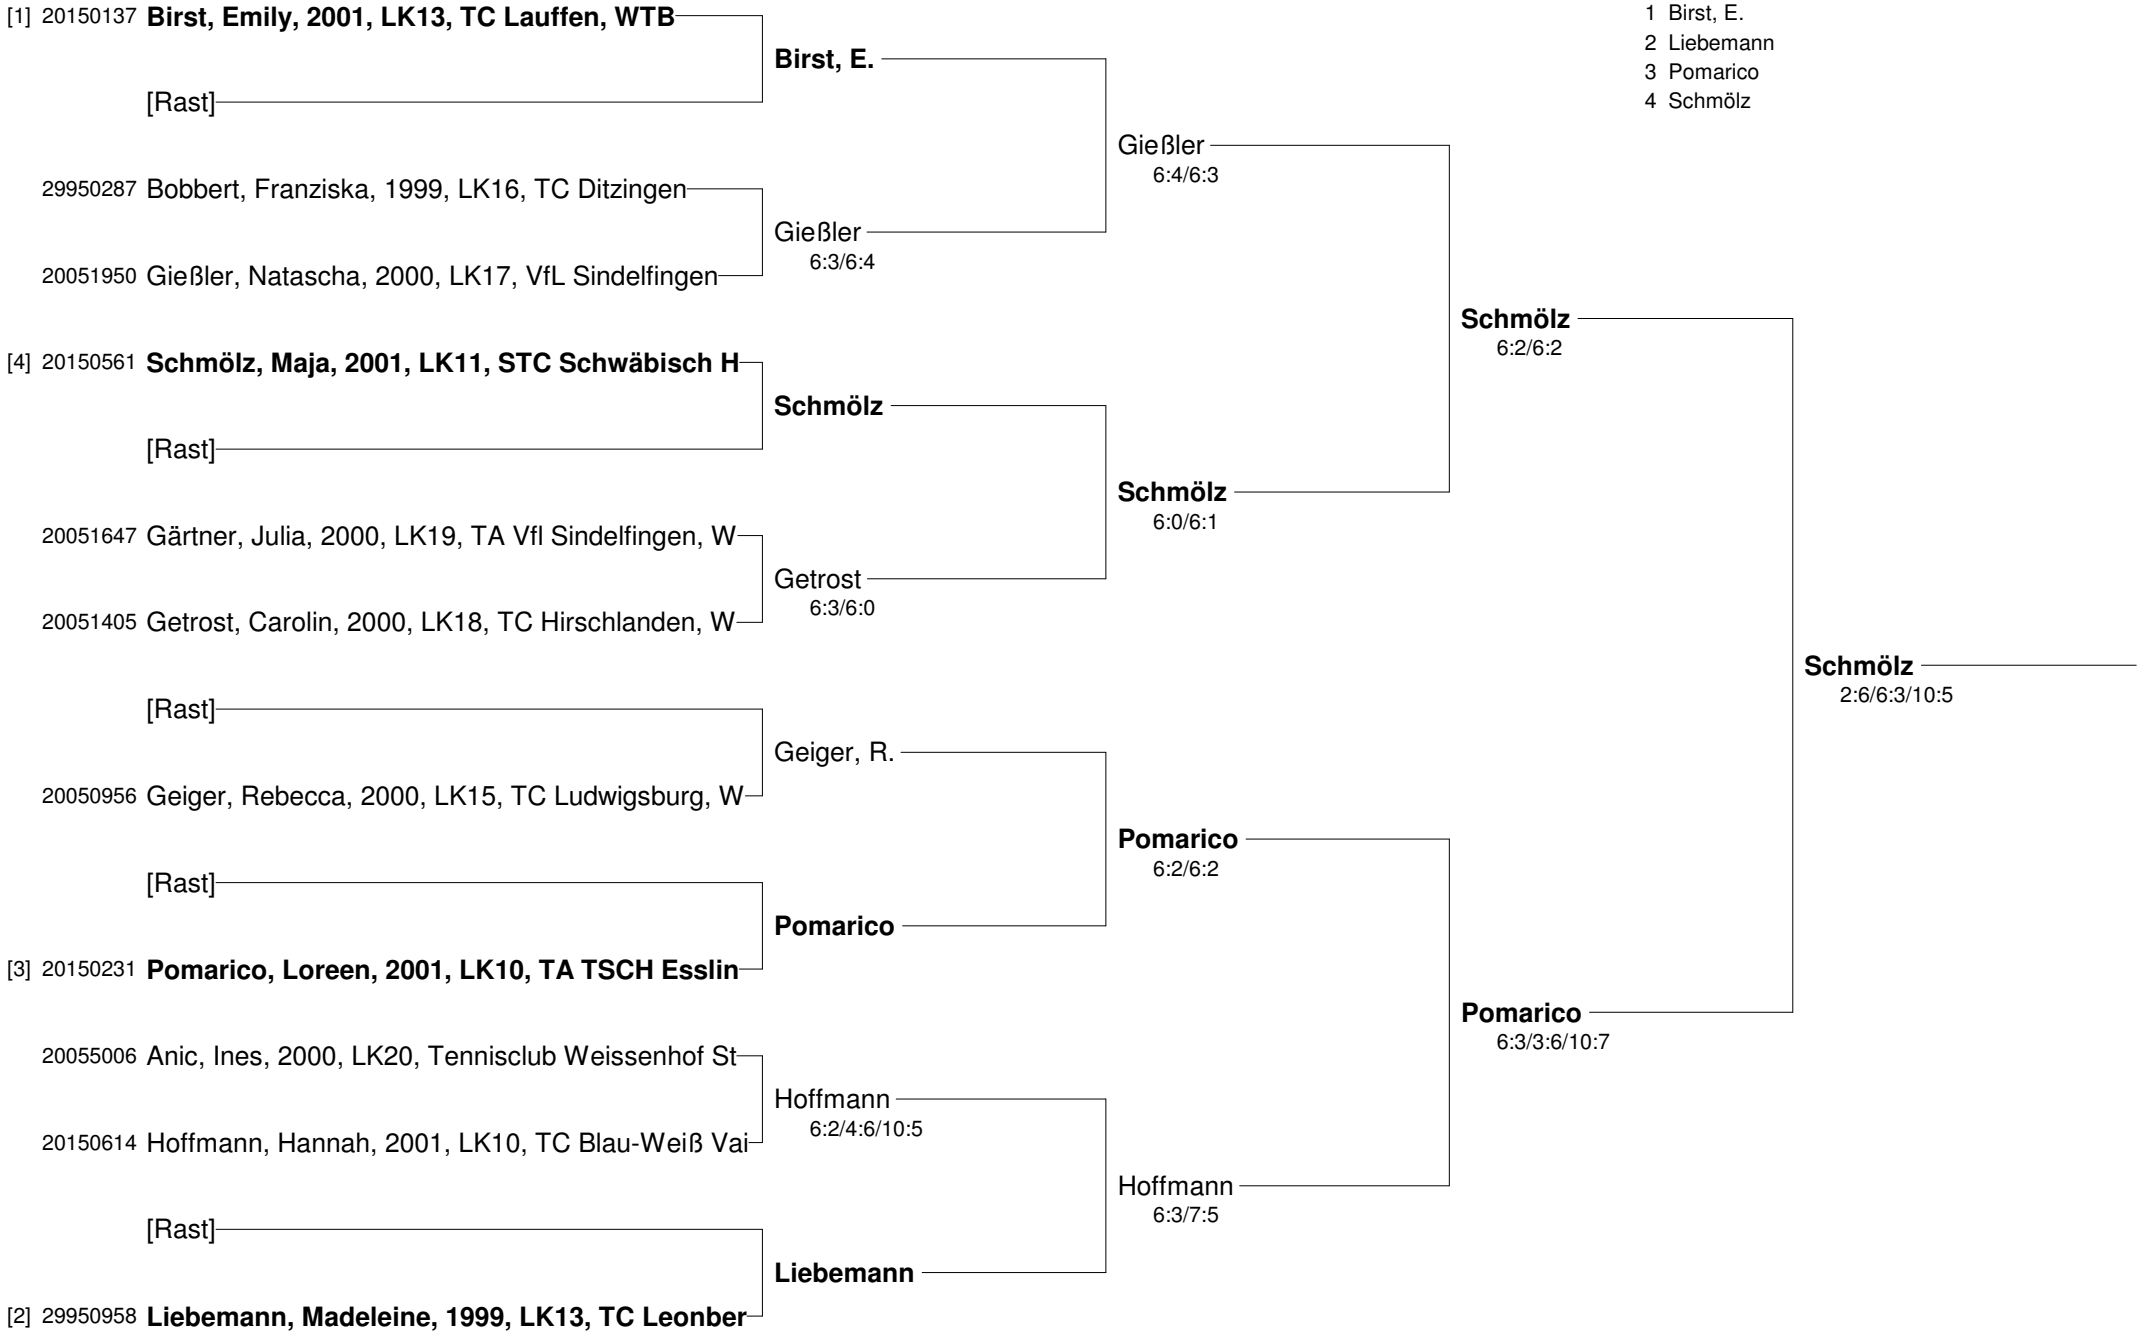 [1] 20150137 Birst, Emily, 2001, LK13, TC Lauffen, WTB
[Rast]
29950287 Bobbert, Franziska, 1999, LK16, TC Ditzingen
20051950 Gießler, Natascha, 2000, LK17, VfL Sindelfingen
[4] 20150561 Schmölz, Maja, 2001, LK11, STC Schwäbisch H
[Rast]
20051647 Gärtner, Julia, 2000, LK19, TA Vfl Sindelfingen, W
20051405 Getrost, Carolin, 2000, LK18, TC Hirschlanden, W
[Rast]
20050956 Geiger, Rebecca, 2000, LK15, TC Ludwigsburg, W
[Rast]
[3] 20150231 Pomarico, Loreen, 2001, LK10, TA TSCH Esslin
20055006 Anic, Ines, 2000, LK20, Tennisclub Weissenhof St
20150614 Hoffmann, Hannah, 2001, LK10, TC Blau-Weiß Vai
[Rast]
[2] 29950958 Liebemann, Madeleine, 1999, LK13, TC Leonber
Birst, E.
Gießler
6:3/6:4
Schmölz
Getrost
6:3/6:0
Geiger, R.
Pomarico
Hoffmann
6:2/4:6/10:5
Liebemann
Gießler
6:4/6:3
Schmölz
6:0/6:1
Pomarico
6:2/6:2
Hoffmann
6:3/7:5
Schmölz
6:2/6:2
Pomarico
6:3/3:6/10:7
Schmölz
2:6/6:3/10:5
1 Birst, E.
2 Liebemann
3 Pomarico
4 Schmölz